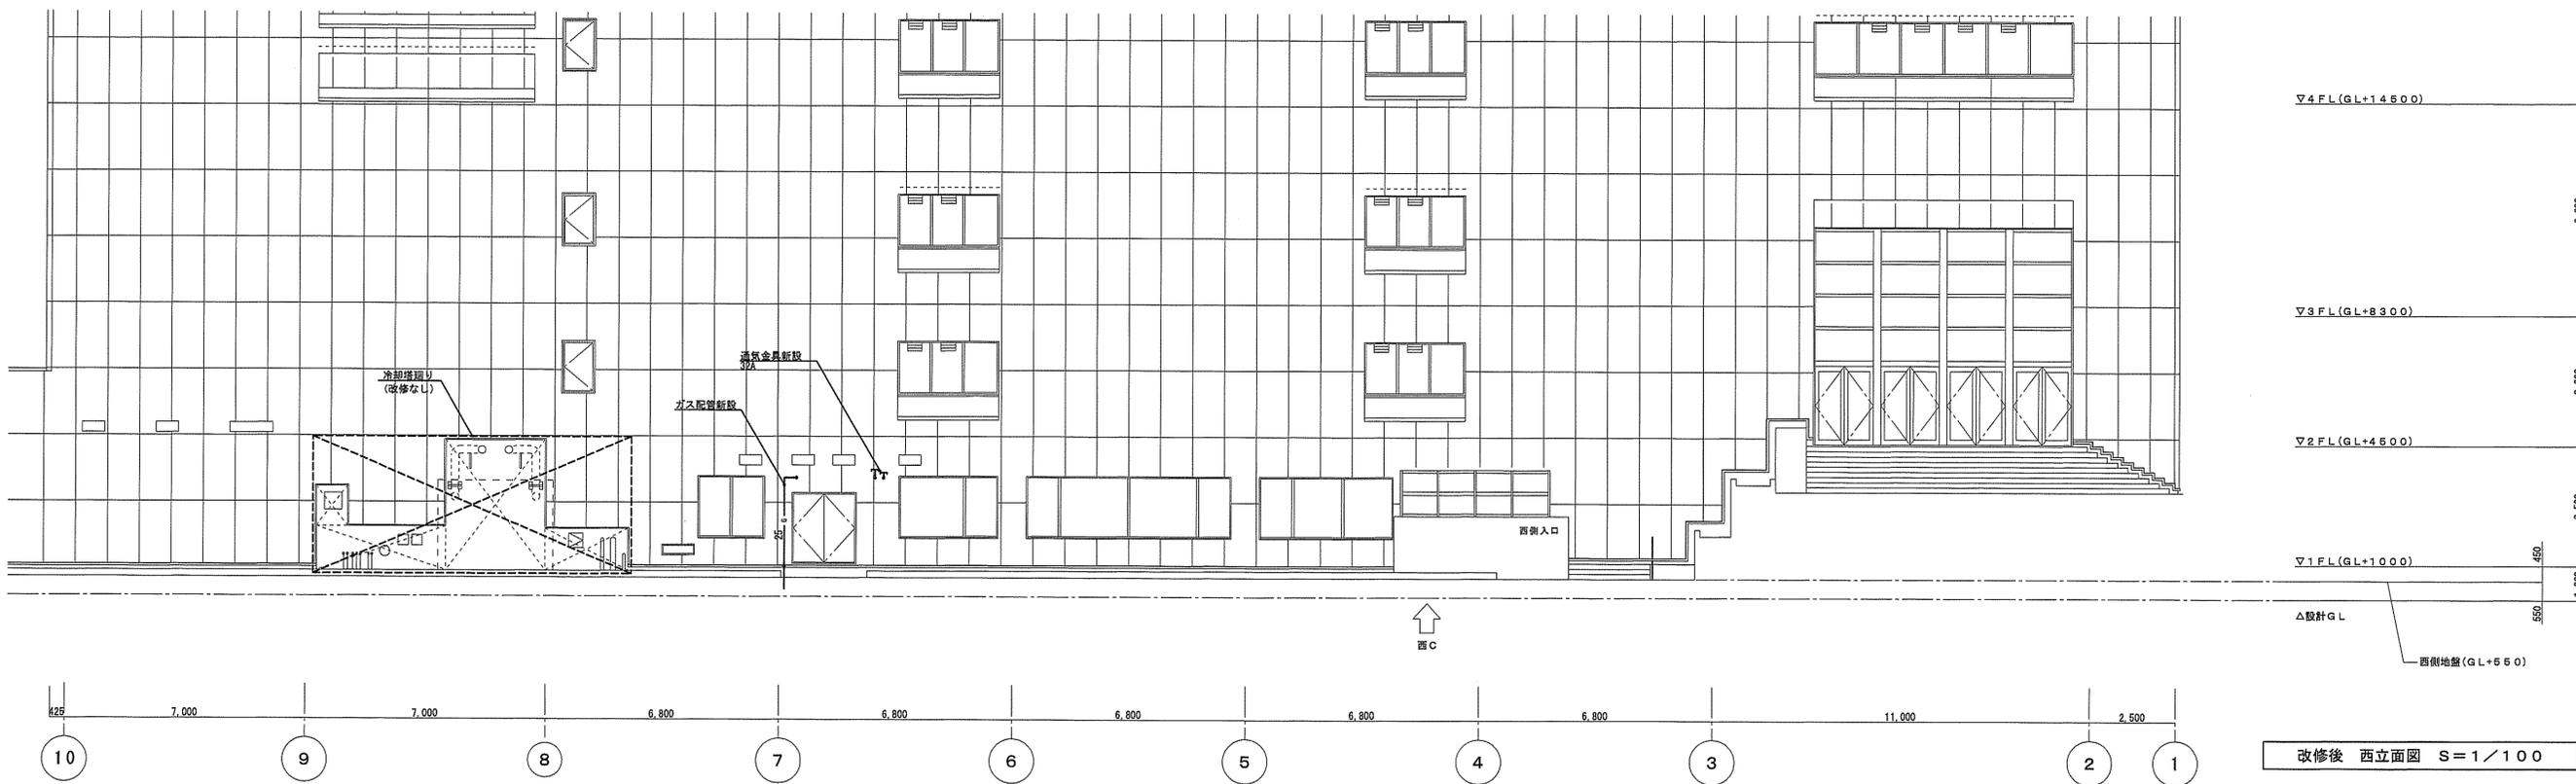 ▽4FL(GL+14500)
▽3FL(GL+8300)
通気金具新設
32A
冷却塔廻り
(改修なし)
ガス配管新設
▽2FL(GL+4500)
25
G
西側入口
▽1FL(GL+1000)
450
550
△設計GL
西C
西側地盤(GL+550)
425
7,000
7,000
6,800
6,800
6,800
6,800
6,800
11,000
2,500
10
9
8
7
6
5
4
3
2
1
改修後 西立面図 S=1/100